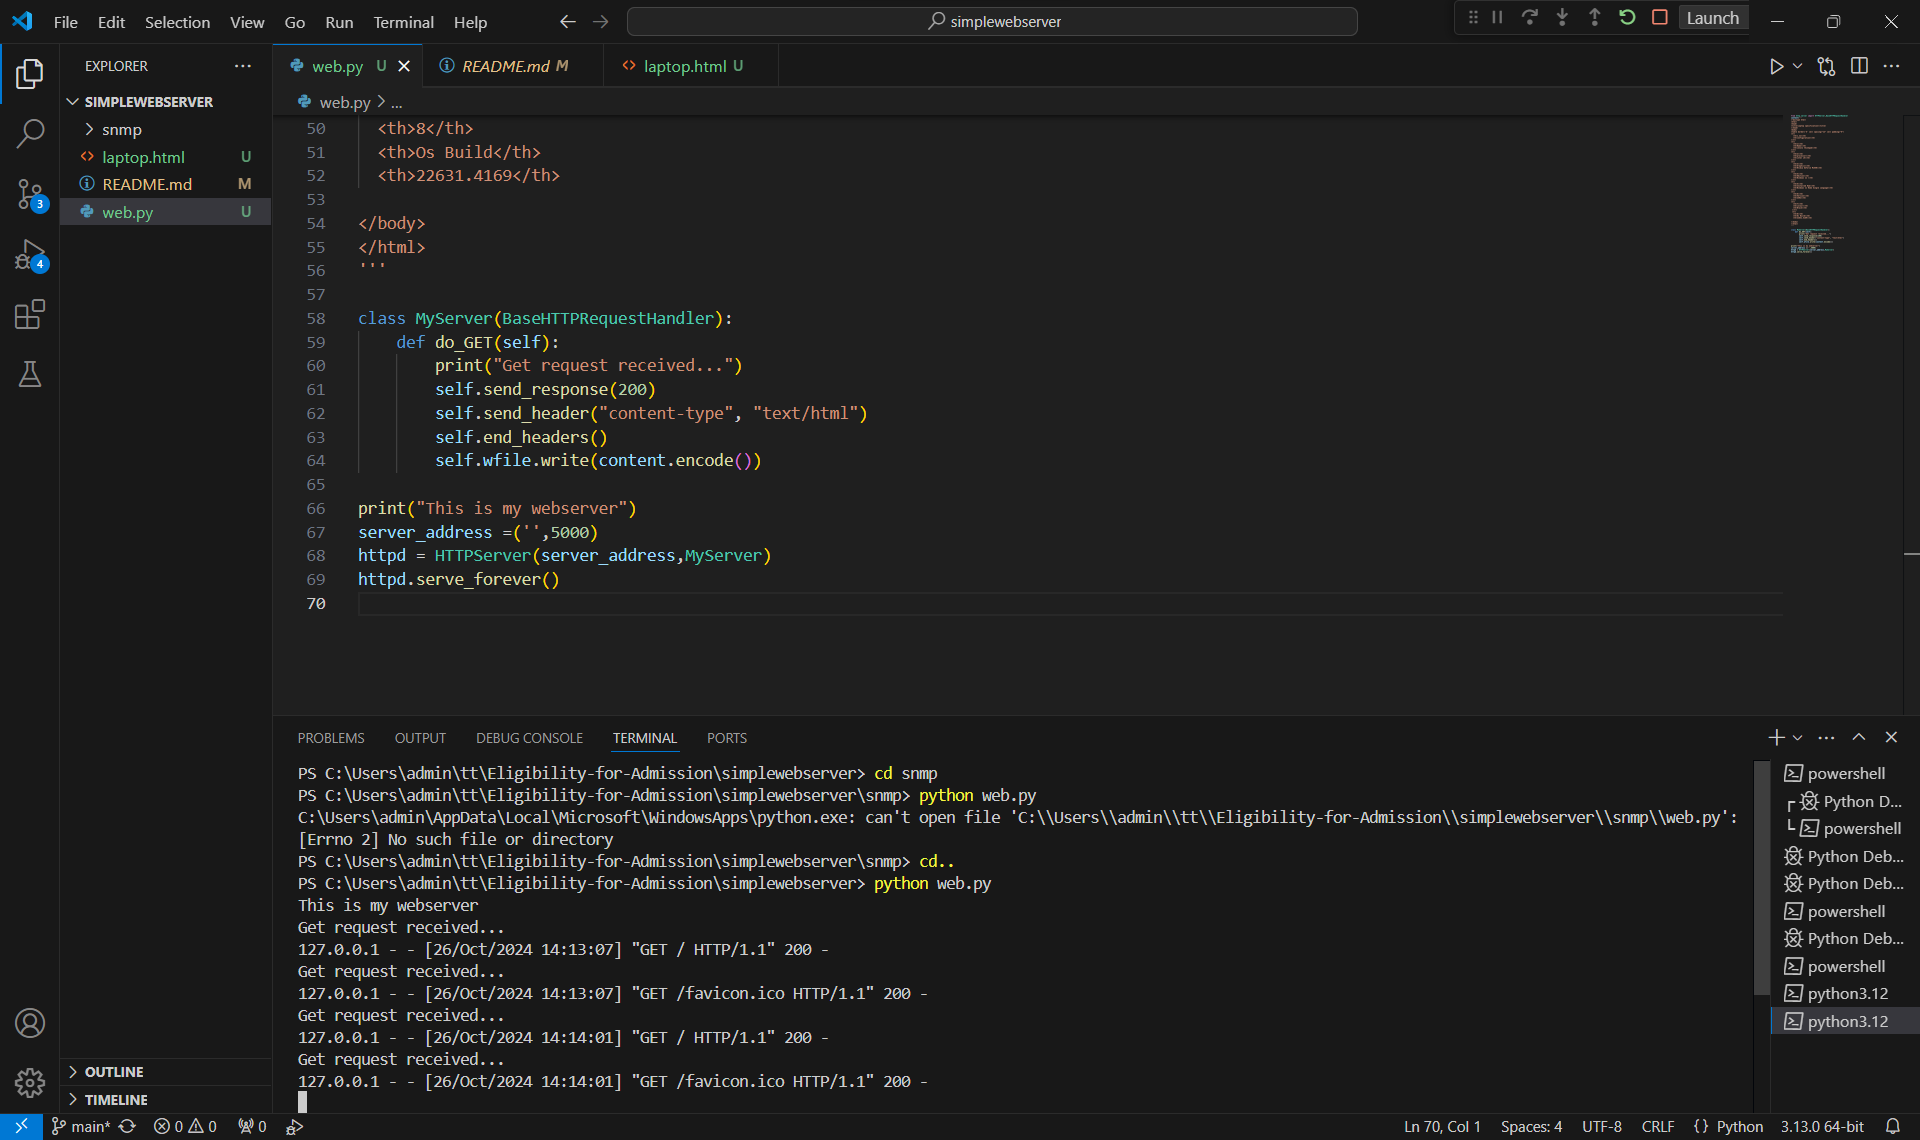 File Edit Selection View Go Run Terminal Help
simplewebserver
Launch
EXPLORER
SIMPLEWEBSERVER
snmp
laptop.html U
README.md M
web.py U
3
4
OUTLINE
TIMELINE
web.py U
README.md M
laptop.html U
web.py > ...
50 <th>8</th>
51 <th>Os Build</th>
52 <th>22631.4169</th>
53
54 </body>
55 </html>
56 '''
57
58 class MyServer(BaseHTTPRequestHandler):
59 def do_GET(self):
60 print("Get request received...")
61 self.send_response(200)
62 self.send_header("content-type", "text/html")
63 self.end_headers()
64 self.wfile.write(content.encode())
65
66 print("This is my webserver")
67 server_address =('',5000)
68 httpd = HTTPServer(server_address,MyServer)
69 httpd.serve_forever()
70
PROBLEMS OUTPUT DEBUG CONSOLE TERMINAL PORTS
PS C:\Users\admin\tt\Eligibility-for-Admission\simplewebserver> cd snmp
PS C:\Users\admin\tt\Eligibility-for-Admission\simplewebserver\snmp> python web.py
C:\Users\admin\AppData\Local\Microsoft\WindowsApps\python.exe: can't open file 'C:\\Users\\admin\\tt\\Eligibility-for-Admission\\simplewebserver\\snmp\\web.py':
[Errno 2] No such file or directory
PS C:\Users\admin\tt\Eligibility-for-Admission\simplewebserver\snmp> cd..
PS C:\Users\admin\tt\Eligibility-for-Admission\simplewebserver> python web.py
This is my webserver
Get request received...
127.0.0.1 - - [26/Oct/2024 14:13:07] "GET / HTTP/1.1" 200 -
Get request received...
127.0.0.1 - - [26/Oct/2024 14:13:07] "GET /favicon.ico HTTP/1.1" 200 -
Get request received...
127.0.0.1 - - [26/Oct/2024 14:14:01] "GET / HTTP/1.1" 200 -
Get request received...
127.0.0.1 - - [26/Oct/2024 14:14:01] "GET /favicon.ico HTTP/1.1" 200 -
powershell
Python D...
powershell
Python Deb...
Python Deb...
powershell
Python Deb...
powershell
python3.12
python3.12
main* 0 0 0
Ln 70, Col 1 Spaces: 4 UTF-8 CRLF {} Python 3.13.0 64-bit